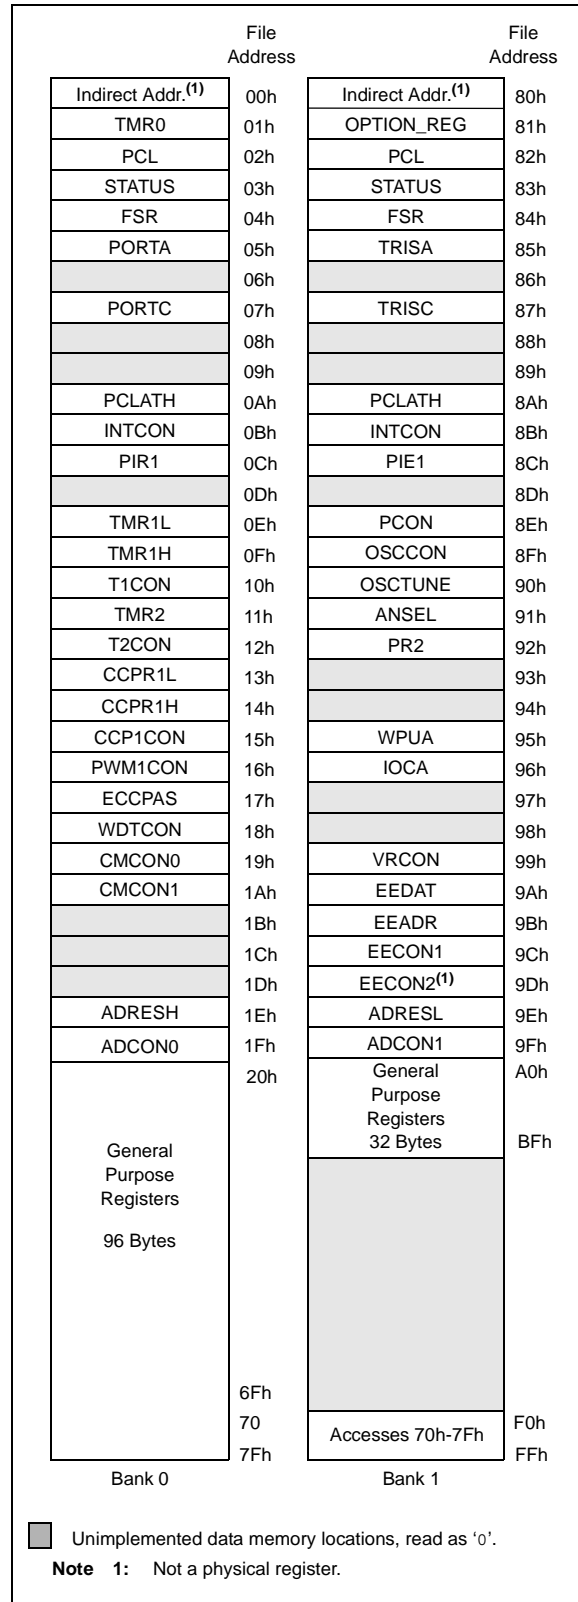 File Address File Address
Indirect Addr.(1) 00h Indirect Addr.(1) 80h
TMR0 01h OPTION_REG 81h
PCL 02h PCL 82h
STATUS 03h STATUS 83h
FSR 04h FSR 84h
PORTA 05h TRISA 85h
06h 86h
PORTC 07h TRISC 87h
08h 88h
09h 89h
PCLATH 0Ah PCLATH 8Ah
INTCON 0Bh INTCON 8Bh
PIR1 0Ch PIE1 8Ch
0Dh 8Dh
TMR1L 0Eh PCON 8Eh
TMR1H 0Fh OSCCON 8Fh
T1CON 10h OSCTUNE 90h
TMR2 11h ANSEL 91h
T2CON 12h PR2 92h
CCPR1L 13h 93h
CCPR1H 14h 94h
CCP1CON 15h WPUA 95h
PWM1CON 16h IOCA 96h
ECCPAS 17h 97h
WDTCON 18h 98h
CMCON0 19h VRCON 99h
CMCON1 1Ah EEDAT 9Ah
1Bh EEADR 9Bh
1Ch EECON1 9Ch
1Dh EECON2(1) 9Dh
ADRESH 1Eh ADRESL 9Eh
ADCON0 1Fh ADCON1 9Fh
20h General A0h
Purpose
Registers
32 Bytes BFh
General
Purpose
Registers
96 Bytes
6Fh
70 F0h
Accesses 70h-7Fh
7Fh FFh
Bank 0 Bank 1
Unimplemented data memory locations, read as ‘0’.
Note 1: Not a physical register.